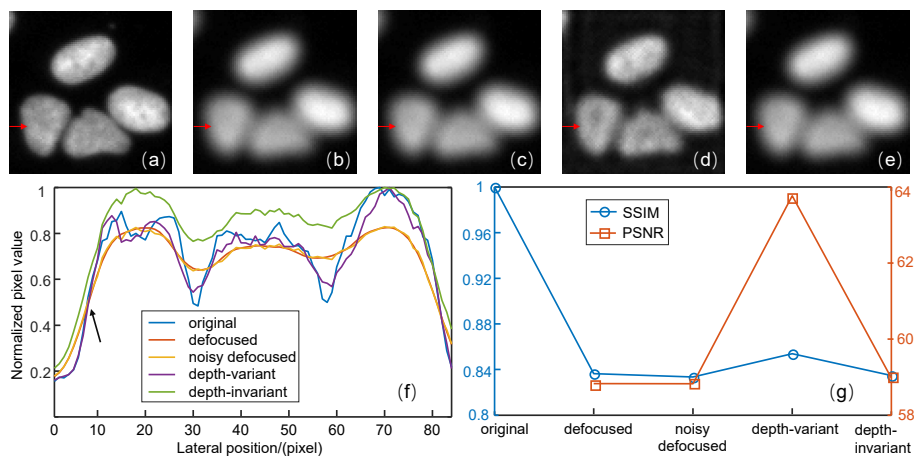 (a)
(b)
(c)
(d)
(e)
Normalized pixel value
1
0.8
0.6
0.4
0.2
original
defocused
noisy defocused
depth-variant
depth-invariant
(f)
0 10 20 30 40 50 60 70 80
Lateral position/(pixel)
1
0.96
0.92
0.88
0.84
0.8
SSIM
PSNR
64
62
60
58
(g)
original
defocused
noisy
defocused
depth-variant
depth-
invariant